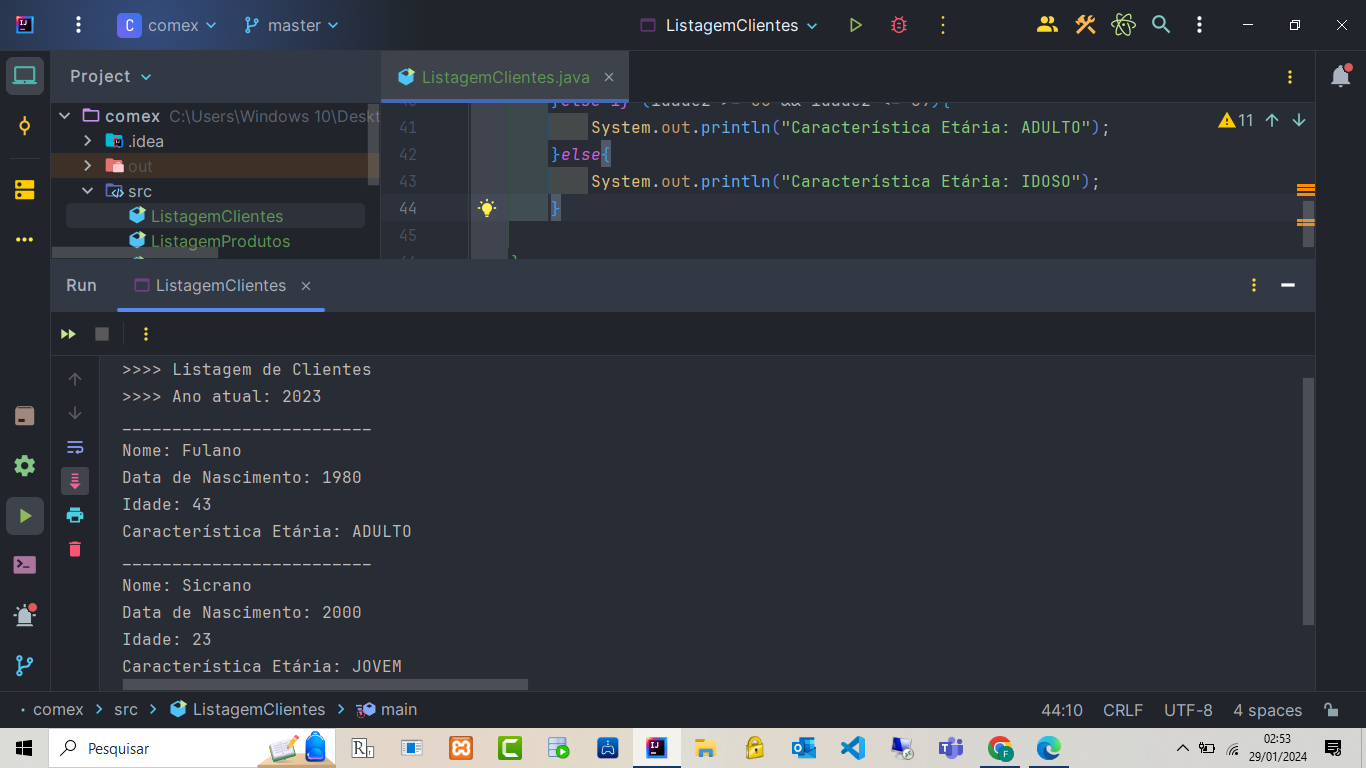 C comex master ListagemClientes
Project ListagemClientes.java
comex C:\Users\Windows 10\Deskt
.idea
41 System.out.println("Característica Etária: ADULTO");
out
42 }else{
src
43 System.out.println("Característica Etária: IDOSO");
11
ListagemClientes
44 }
ListagemProdutos
45
Run ListagemClientes
>>>> Listagem de Clientes
>>>> Ano atual: 2023
_________________________
Nome: Fulano
Data de Nascimento: 1980
Idade: 43
Característica Etária: ADULTO
_________________________
Nome: Sicrano
Data de Nascimento: 2000
Idade: 23
Característica Etária: JOVEM
comex > src > ListagemClientes > main 44:10 CRLF UTF-8 4 spaces
Pesquisar
02:53
29/01/2024